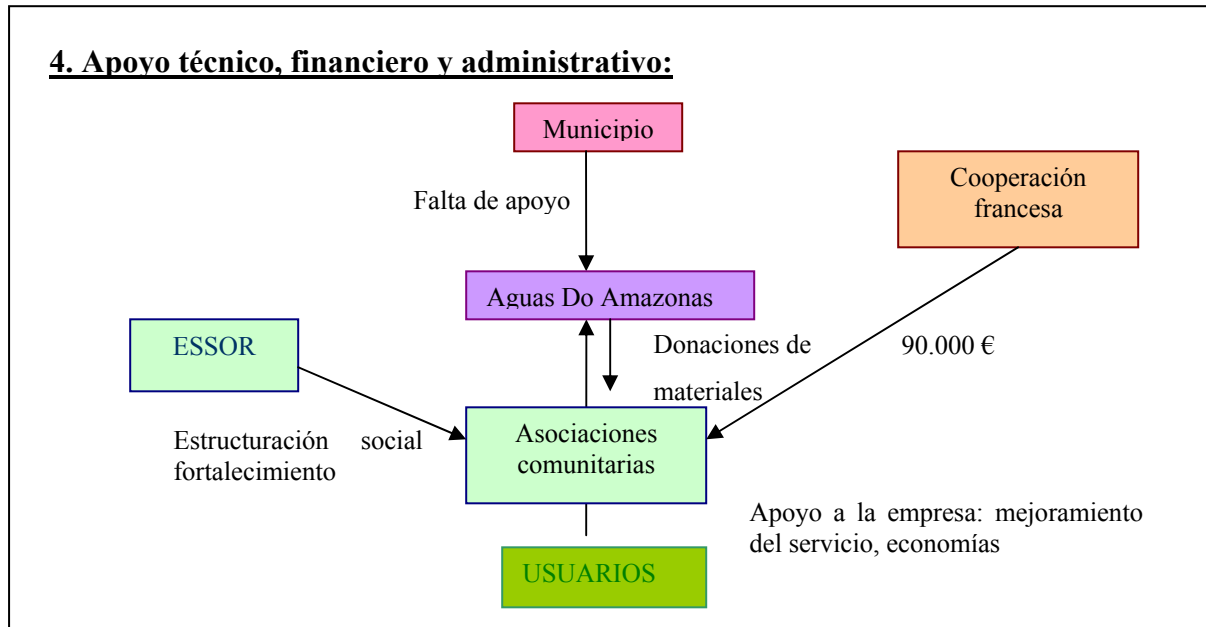 4. Apoyo técnico, financiero y administrativo:
Municipio
Cooperación
francesa
Falta de apoyo
Aguas Do Amazonas
ESSOR
Donaciones de
materiales
90.000 €
Estructuración social
fortalecimiento
Asociaciones
comunitarias
Apoyo a la empresa: mejoramiento
del servicio, economías
USUARIOS